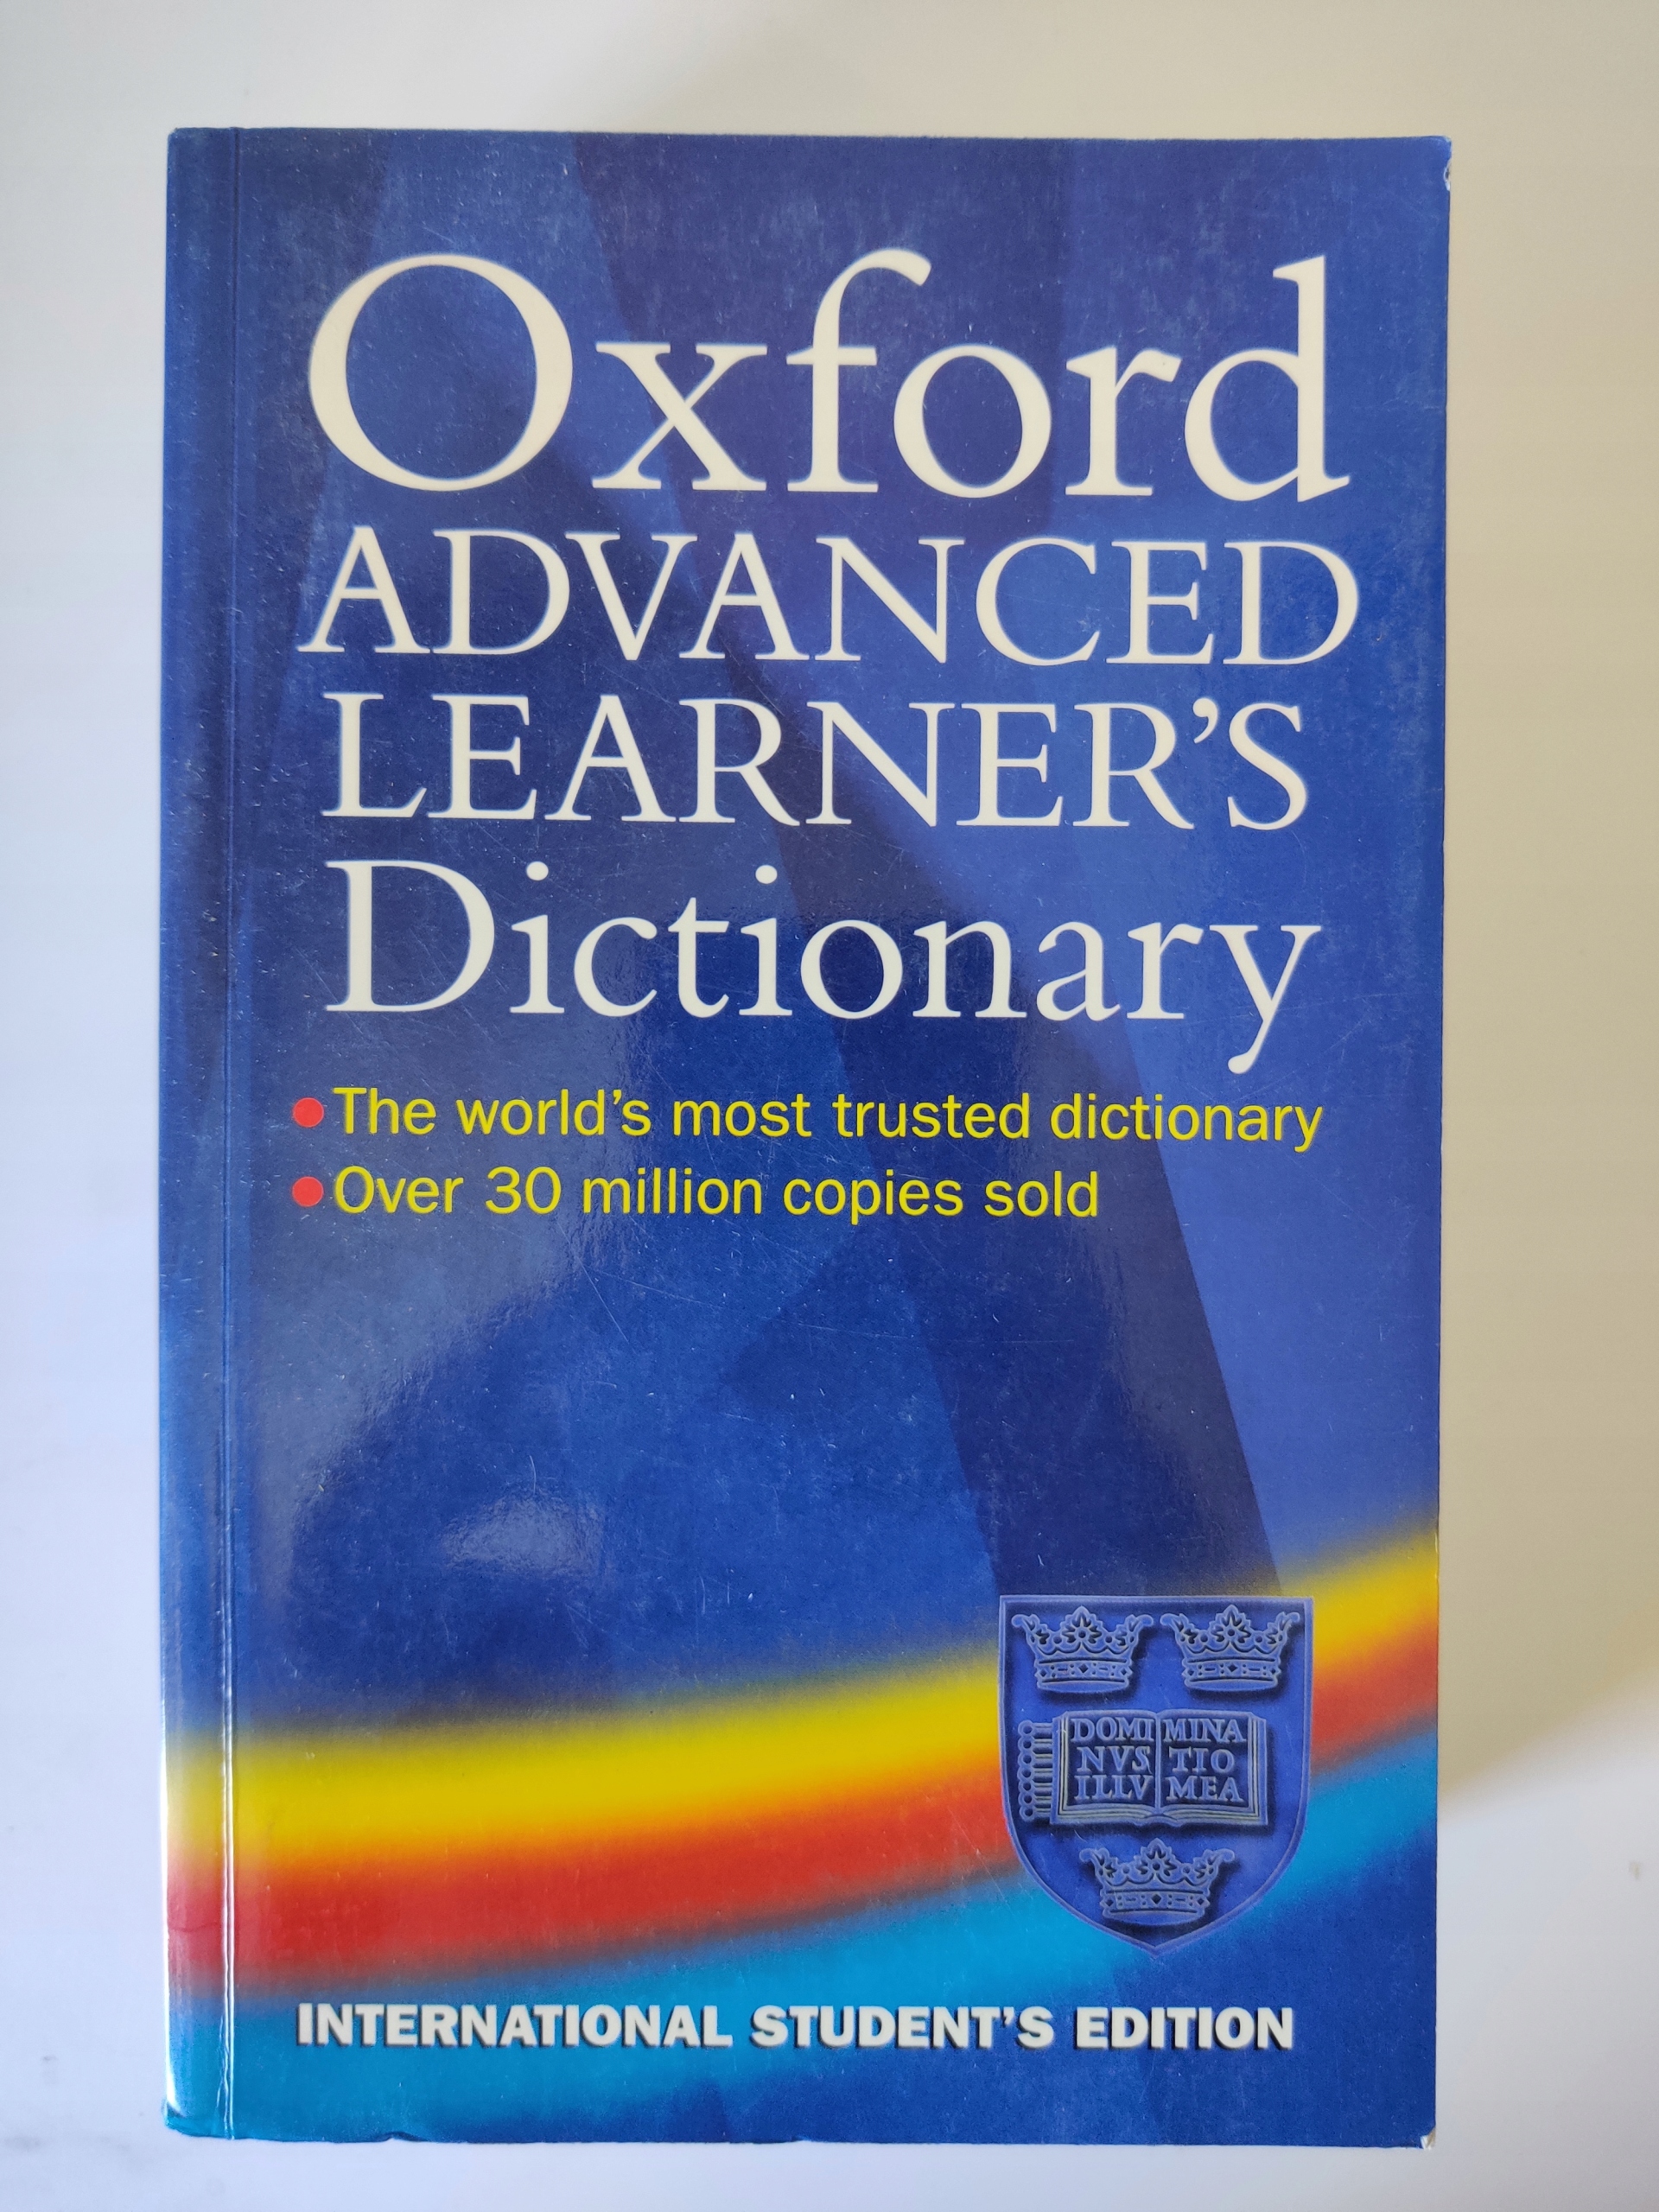 Oxford
ADVANCED
LEARNER’S
Dictionary
• The world’s most trusted dictionary
• Over 30 million copies sold
DOMI MINA
NVS TIO
ILLV MEA
INTERNATIONAL STUDENT’S EDITION